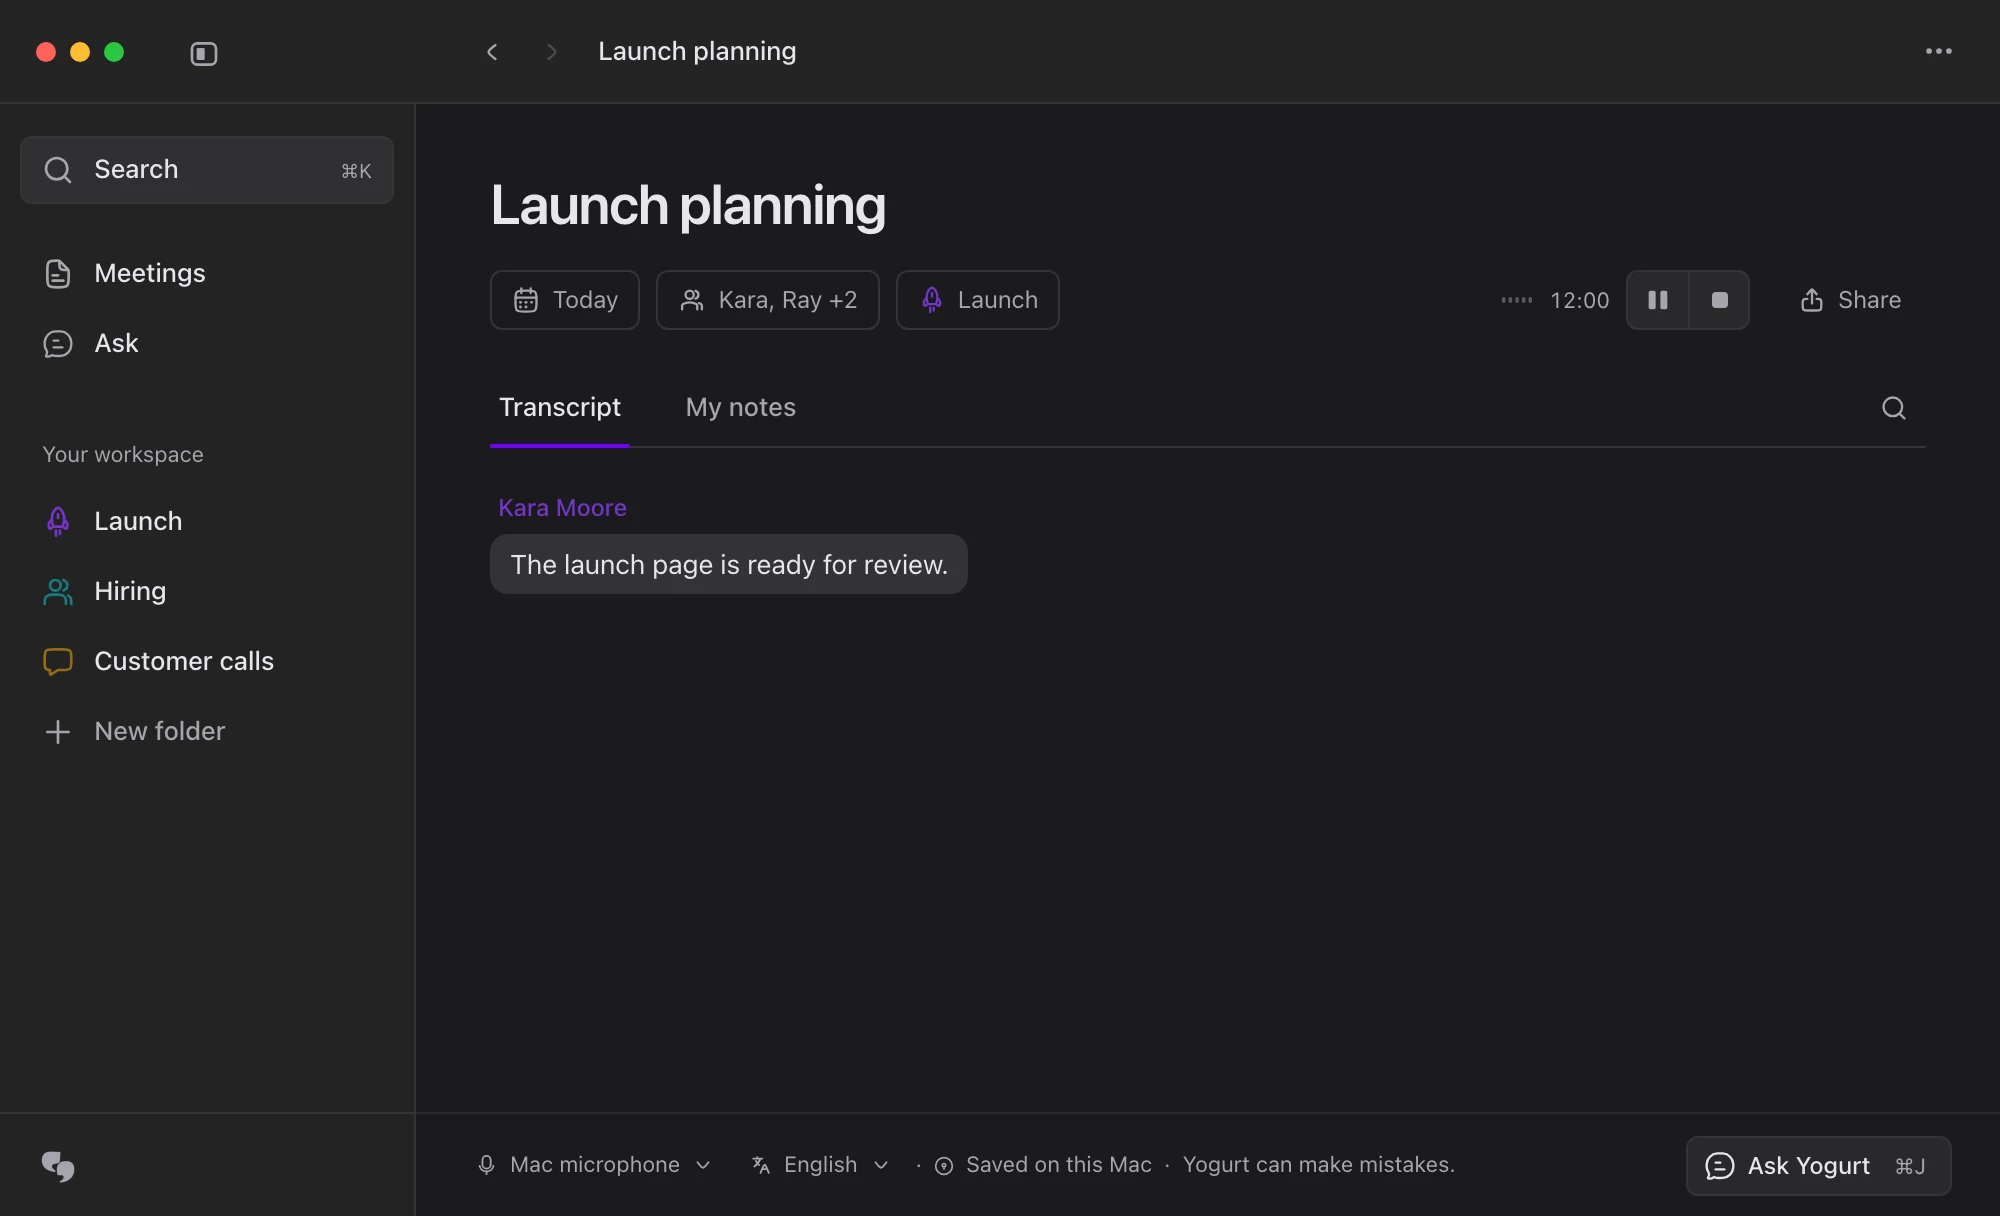 Launch planning
Search ⌘K
Meetings
Ask
Your workspace
Launch
Hiring
Customer calls
New folder
Launch planning
Today
Kara, Ray +2
Launch
12:00
Share
Transcript
My notes
Kara Moore
The launch page is ready for review.
Mac microphone
English
· Saved on this Mac · Yogurt can make mistakes.
Ask Yogurt ⌘J